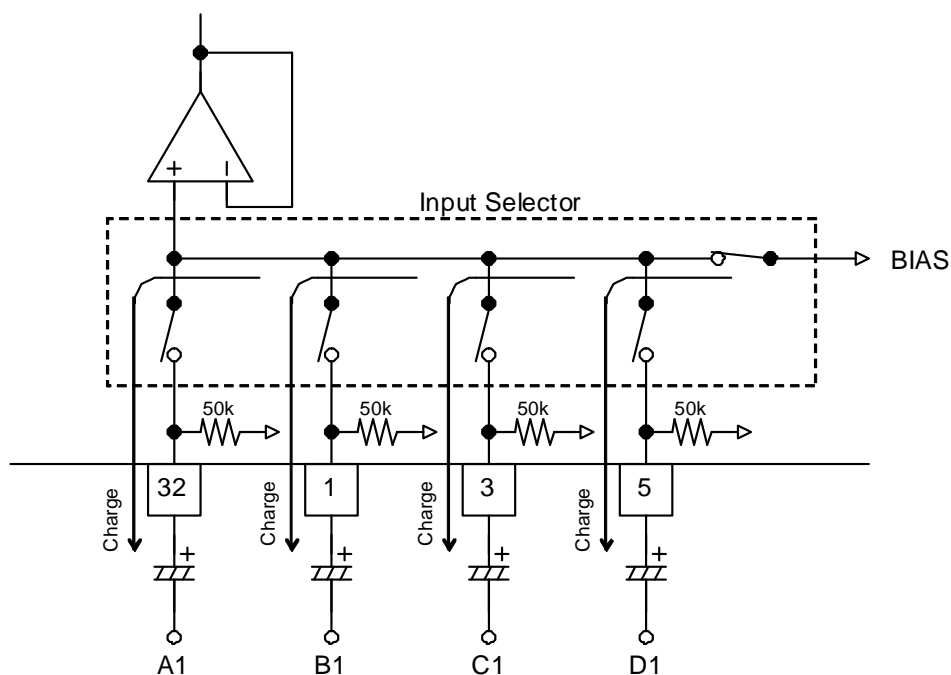 + −
Input Selector
BIAS
50k 50k 50k 50k
32 1 3 5
Charge Charge Charge Charge
+ + + +
A1 B1 C1 D1